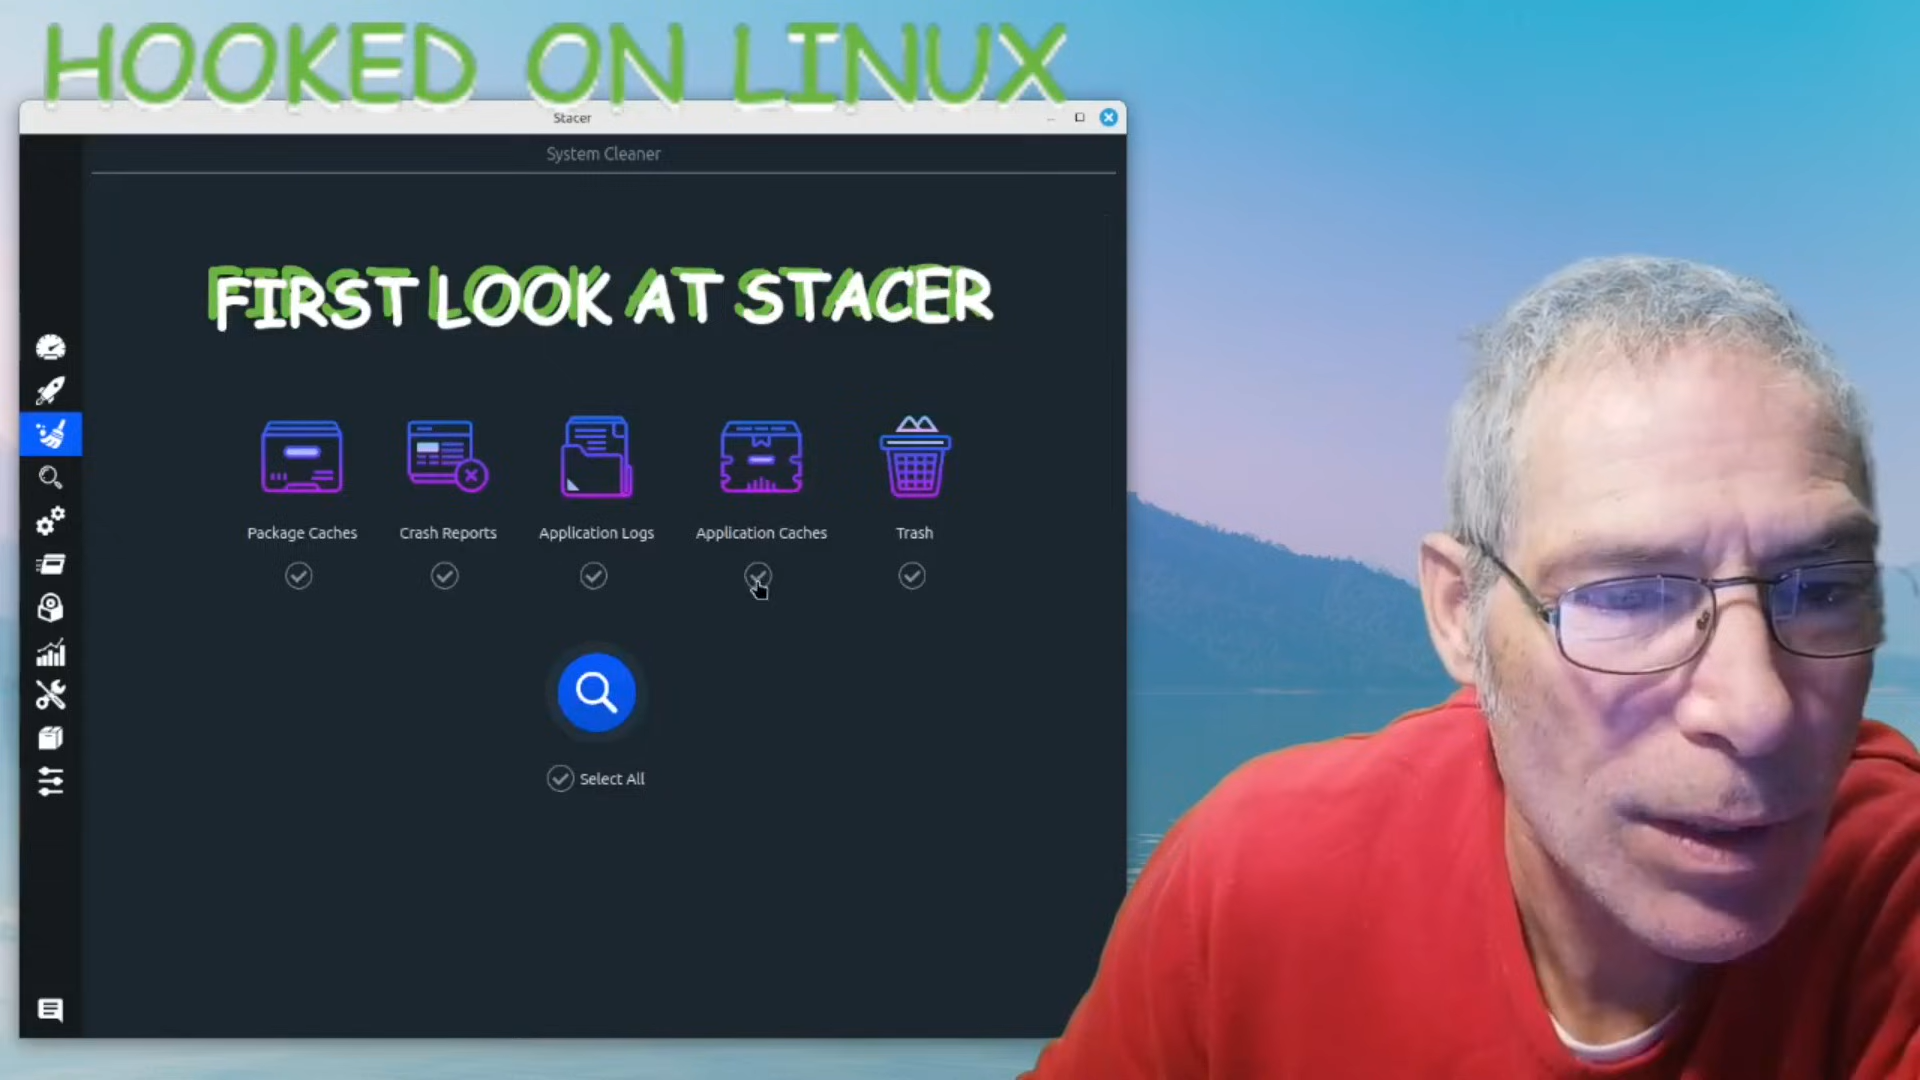 HOOKED ON LINUX
Stacer
System Cleaner
FIRST LOOK AT STACER
Package Caches
Crash Reports
Application Logs
Application Caches
Trash
Select All